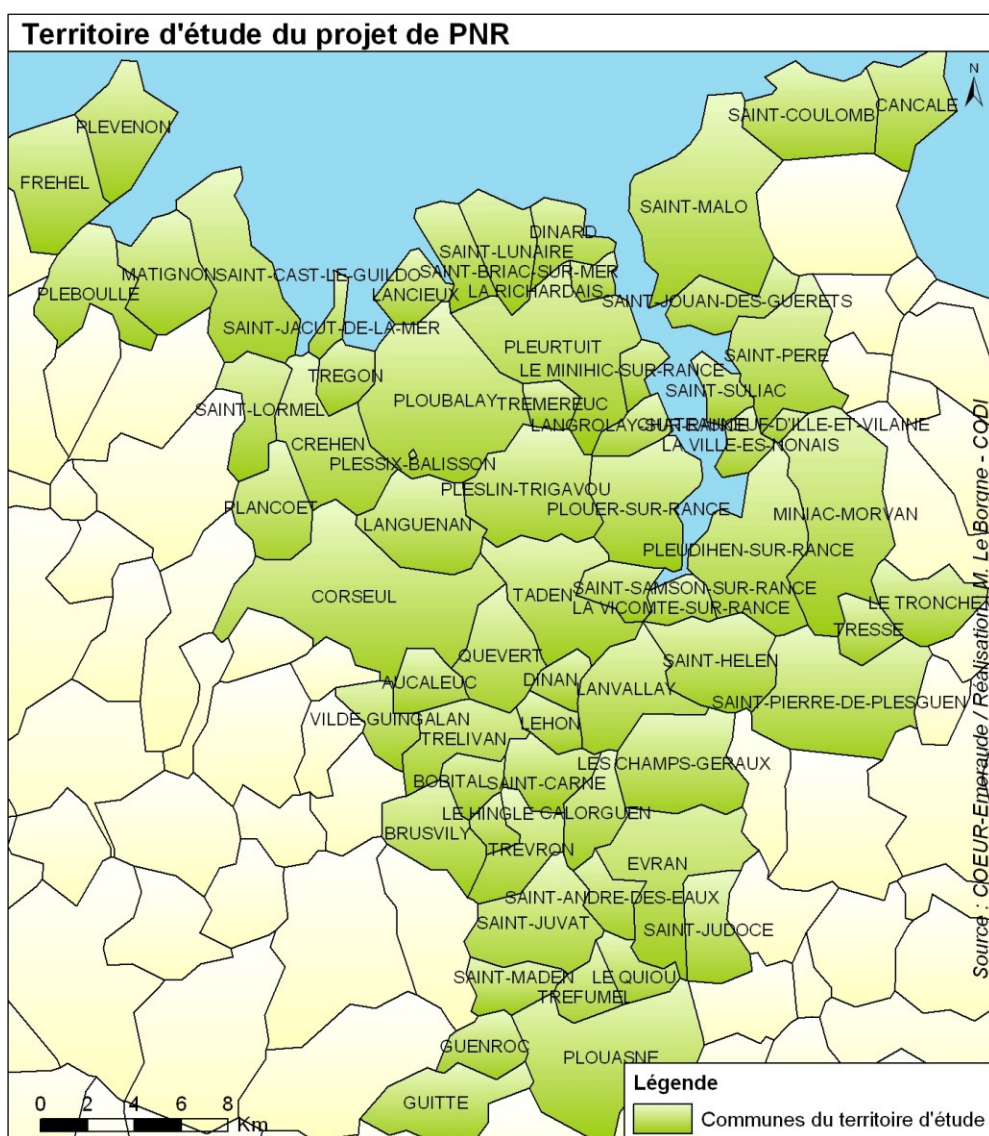 Territoire d'étude du projet de PNR
N
PLEVENON
SAINT-COULOMB
CANCALE
FREHEL
SAINT-MALO
DINARD
SAINT-LUNAIRE
MATIGNON
SAINT-CAST-LE-GUILDO
SAINT-BRIAC-SUR-MER
PLEBOULLE
LANCIEUX
LA RICHARDAIS
SAINT-JOUAN-DES-GUERETS
SAINT-JACUT-DE-LA-MER
PLEURTUIT
SAINT-PERE
TREGON
LE MINIHIC-SUR-RANCE
SAINT-SULIAC
PLOUBALAY
TREMEREUC
SAINT-LORMEL
LANGROLAY-SUR-RANCE
CHATEAUNEUF-D'ILLE-ET-VILAINE
CREHEN
LA VILLE-ES-NONAIS
PLESSIX-BALISSON
PLESLIN-TRIGAVOU
PLANCOET
PLOUER-SUR-RANCE
MINIAC-MORVAN
LANGUENAN
PLEUDIHEN-SUR-RANCE
CORSEUL
TADEN
SAINT-SAMSON-SUR-RANCE
LA VICOMTE-SUR-RANCE
LE TRONCHET
TRESSE
QUEVERT
SAINT-HELEN
DINAN
AUCALEUC
LANVALLAY
SAINT-PIERRE-DE-PLESGUEN
VILDE-GUINGALAN
LEHON
TRELIVAN
LES CHAMPS-GERAUX
BOBITAL
SAINT-CARNE
LE HINGLE
CALORGUEN
BRUSVILY
TREVRON
EVRAN
SAINT-ANDRE-DES-EAUX
SAINT-JUVAT
SAINT-JUDOCE
SAINT-MADEN
LE QUIOU
TREFUMEL
GUENROC
PLOUASNE
GUITTE
0 2 4 6 8
Km
Légende
Communes du territoire d'étude
Source : COEUR-Emeraude / Réalisation : M. Le Borgne - CODI